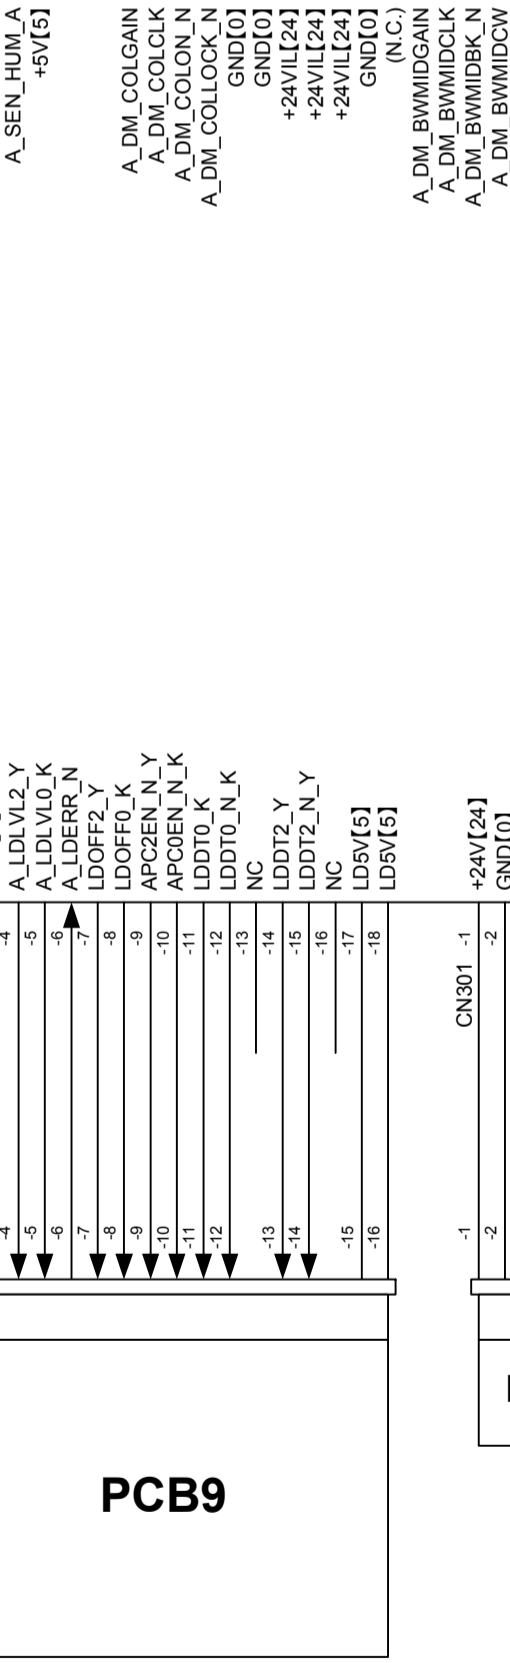 A_SEN_HUM_A
+5V【5】
A_DM_COLGAIN
A_DM_COLCLK
A_DM_COLON_N
A_DM_COLLOCK_N
GND【0】
GND【0】
+24VIL【24】
+24VIL【24】
+24VIL【24】
GND【0】
(N.C.)
A_DM_BWMIDGAIN
A_DM_BWMIDCLK
A_DM_BWMIDBK_N
A_DM_BWMIDCW
A_LDLVL2_Y
A_LDLVL0_K
A_LDERR_N
LDOFF2_Y
LDOFF0_K
APC2EN_N_Y
APC0EN_N_K
LDDT0_K
LDDT0_N_K
NC
LDDT2_Y
LDDT2_N_Y
NC
LD5V【5】
LD5V【5】
+24V【24】
GND【0】
-4
-5
-6
-7
-8
-9
-10
-11
-12
-13
-14
-15
-16
-17
-18
CN301 -1
-2
-4
-5
-6
-7
-8
-9
-10
-11
-12
-13
-14
-15
-16
-1
-2
PCB9